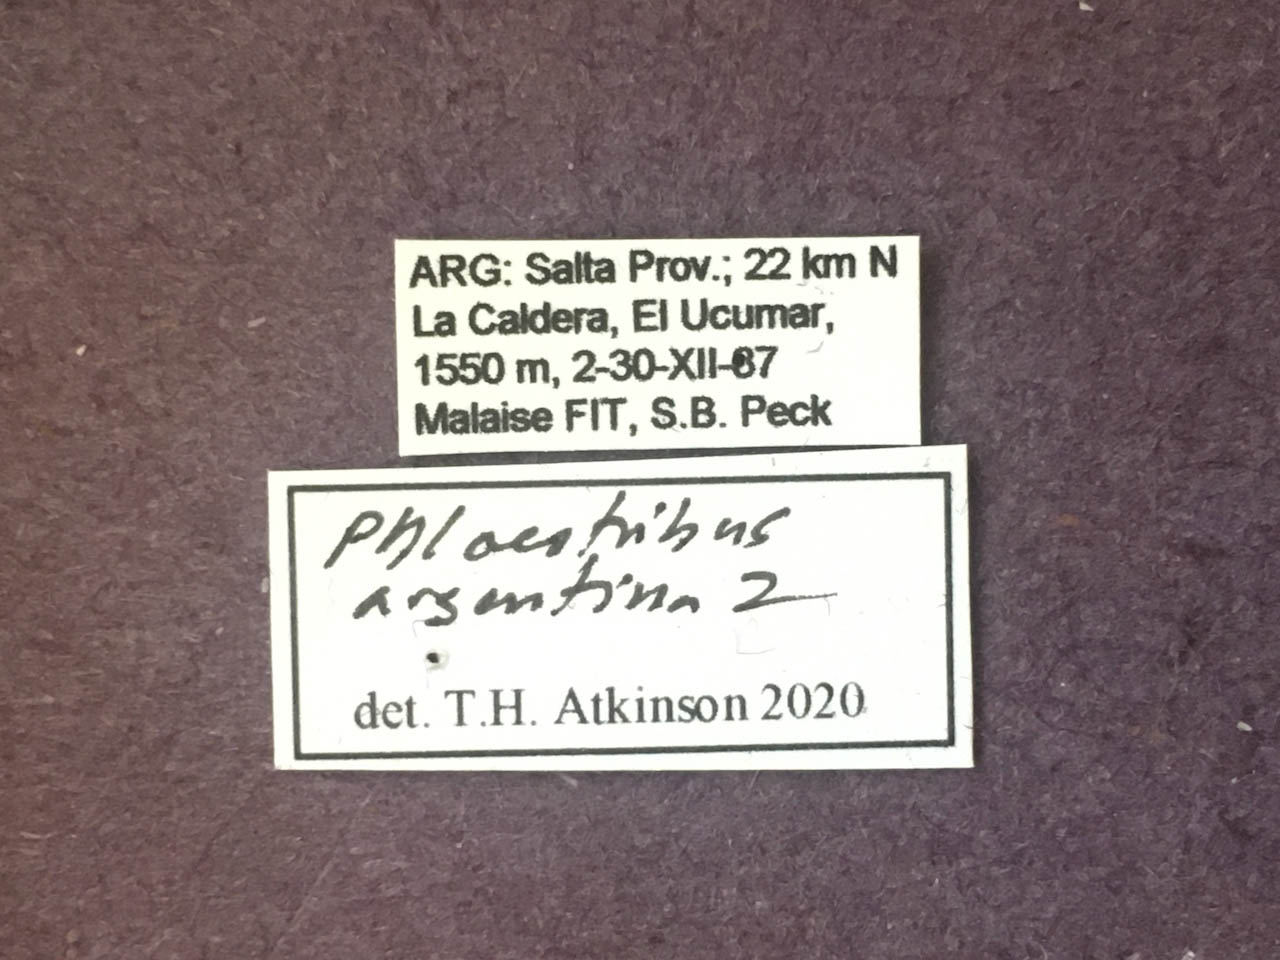 ARG: Salta Prov.; 22 km N
La Caldera, El Ucumar,
1550 m, 2-30-XII-87
Malaise FIT, S.B. Peck
Phloeotribus
argentina 2
det. T.H. Atkinson 2020